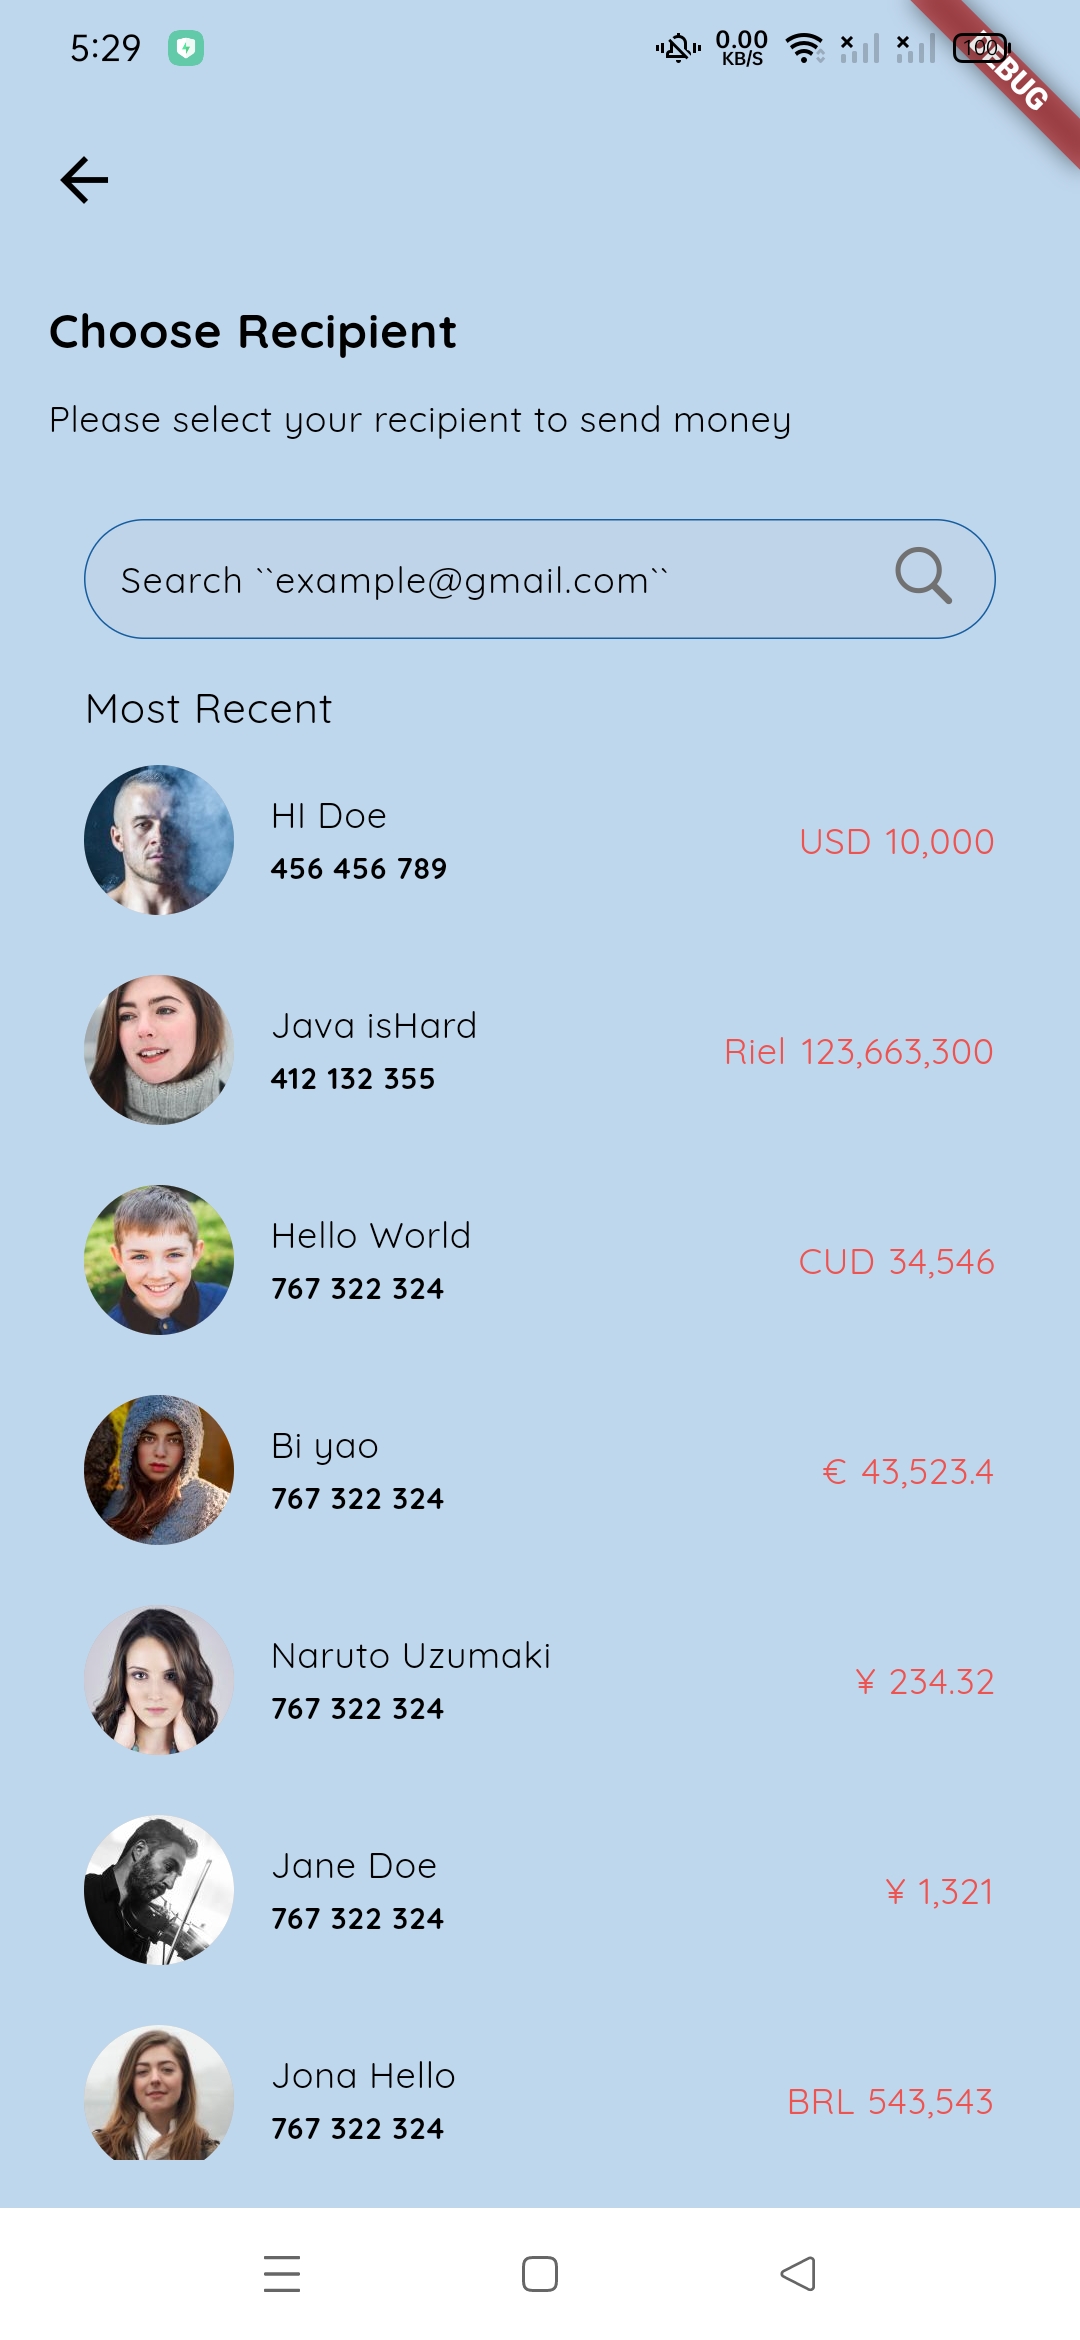 5:29
0.00
KB/S
100
DEBUG
Choose Recipient
Please select your recipient to send money
Search ``example@gmail.com``
Most Recent
HI Doe
456 456 789
USD 10,000
Java isHard
412 132 355
Riel 123,663,300
Hello World
767 322 324
CUD 34,546
Bi yao
767 322 324
€ 43,523.4
Naruto Uzumaki
767 322 324
¥ 234.32
Jane Doe
767 322 324
¥ 1,321
Jona Hello
767 322 324
BRL 543,543